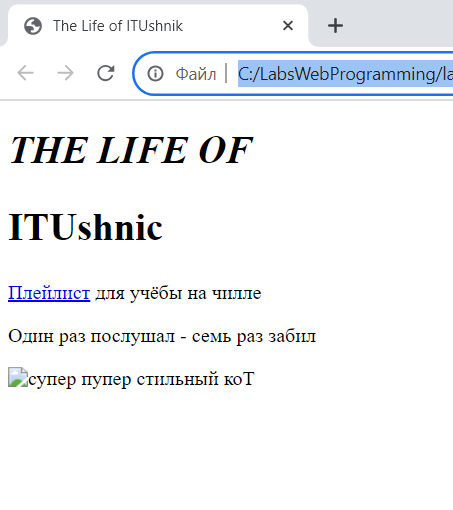 The Life of ITUshnik
Файл
C:/LabsWebProgramming/la
THE LIFE OF
ITUshnic
Плейлист для учёбы на чилле
Один раз послушал - семь раз забил
супер пупер стильный коТ